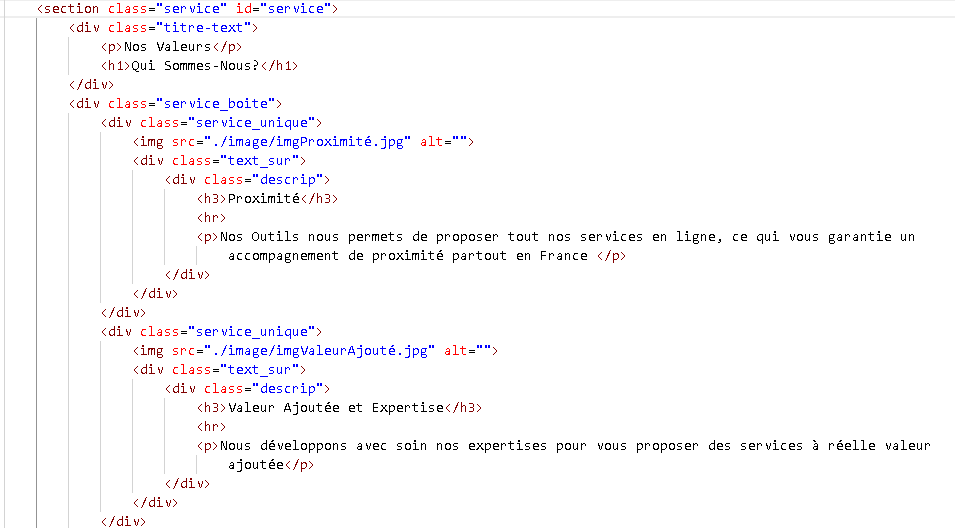 <section class="service" id="service">
<div class="titre-text">
<p>Nos Valeurs</p>
<h1>Qui Sommes-Nous?</h1>
</div>
<div class="service_boite">
<div class="service_unique">
<img src="./image/imgProximité.jpg" alt="">
<div class="text_sur">
<div class="descrip">
<h3>Proximité</h3>
<hr>
<p>Nos Outils nous permets de proposer tout nos services en ligne, ce qui vous garantie un
accompagnement de proximité partout en France </p>
</div>
</div>
</div>
<div class="service_unique">
<img src="./image/imgValeurAjouté.jpg" alt="">
<div class="text_sur">
<div class="descrip">
<h3>Valeur Ajoutée et Expertise</h3>
<hr>
<p>Nous développons avec soin nos expertises pour vous proposer des services à réelle valeur
ajoutée</p>
</div>
</div>
</div>